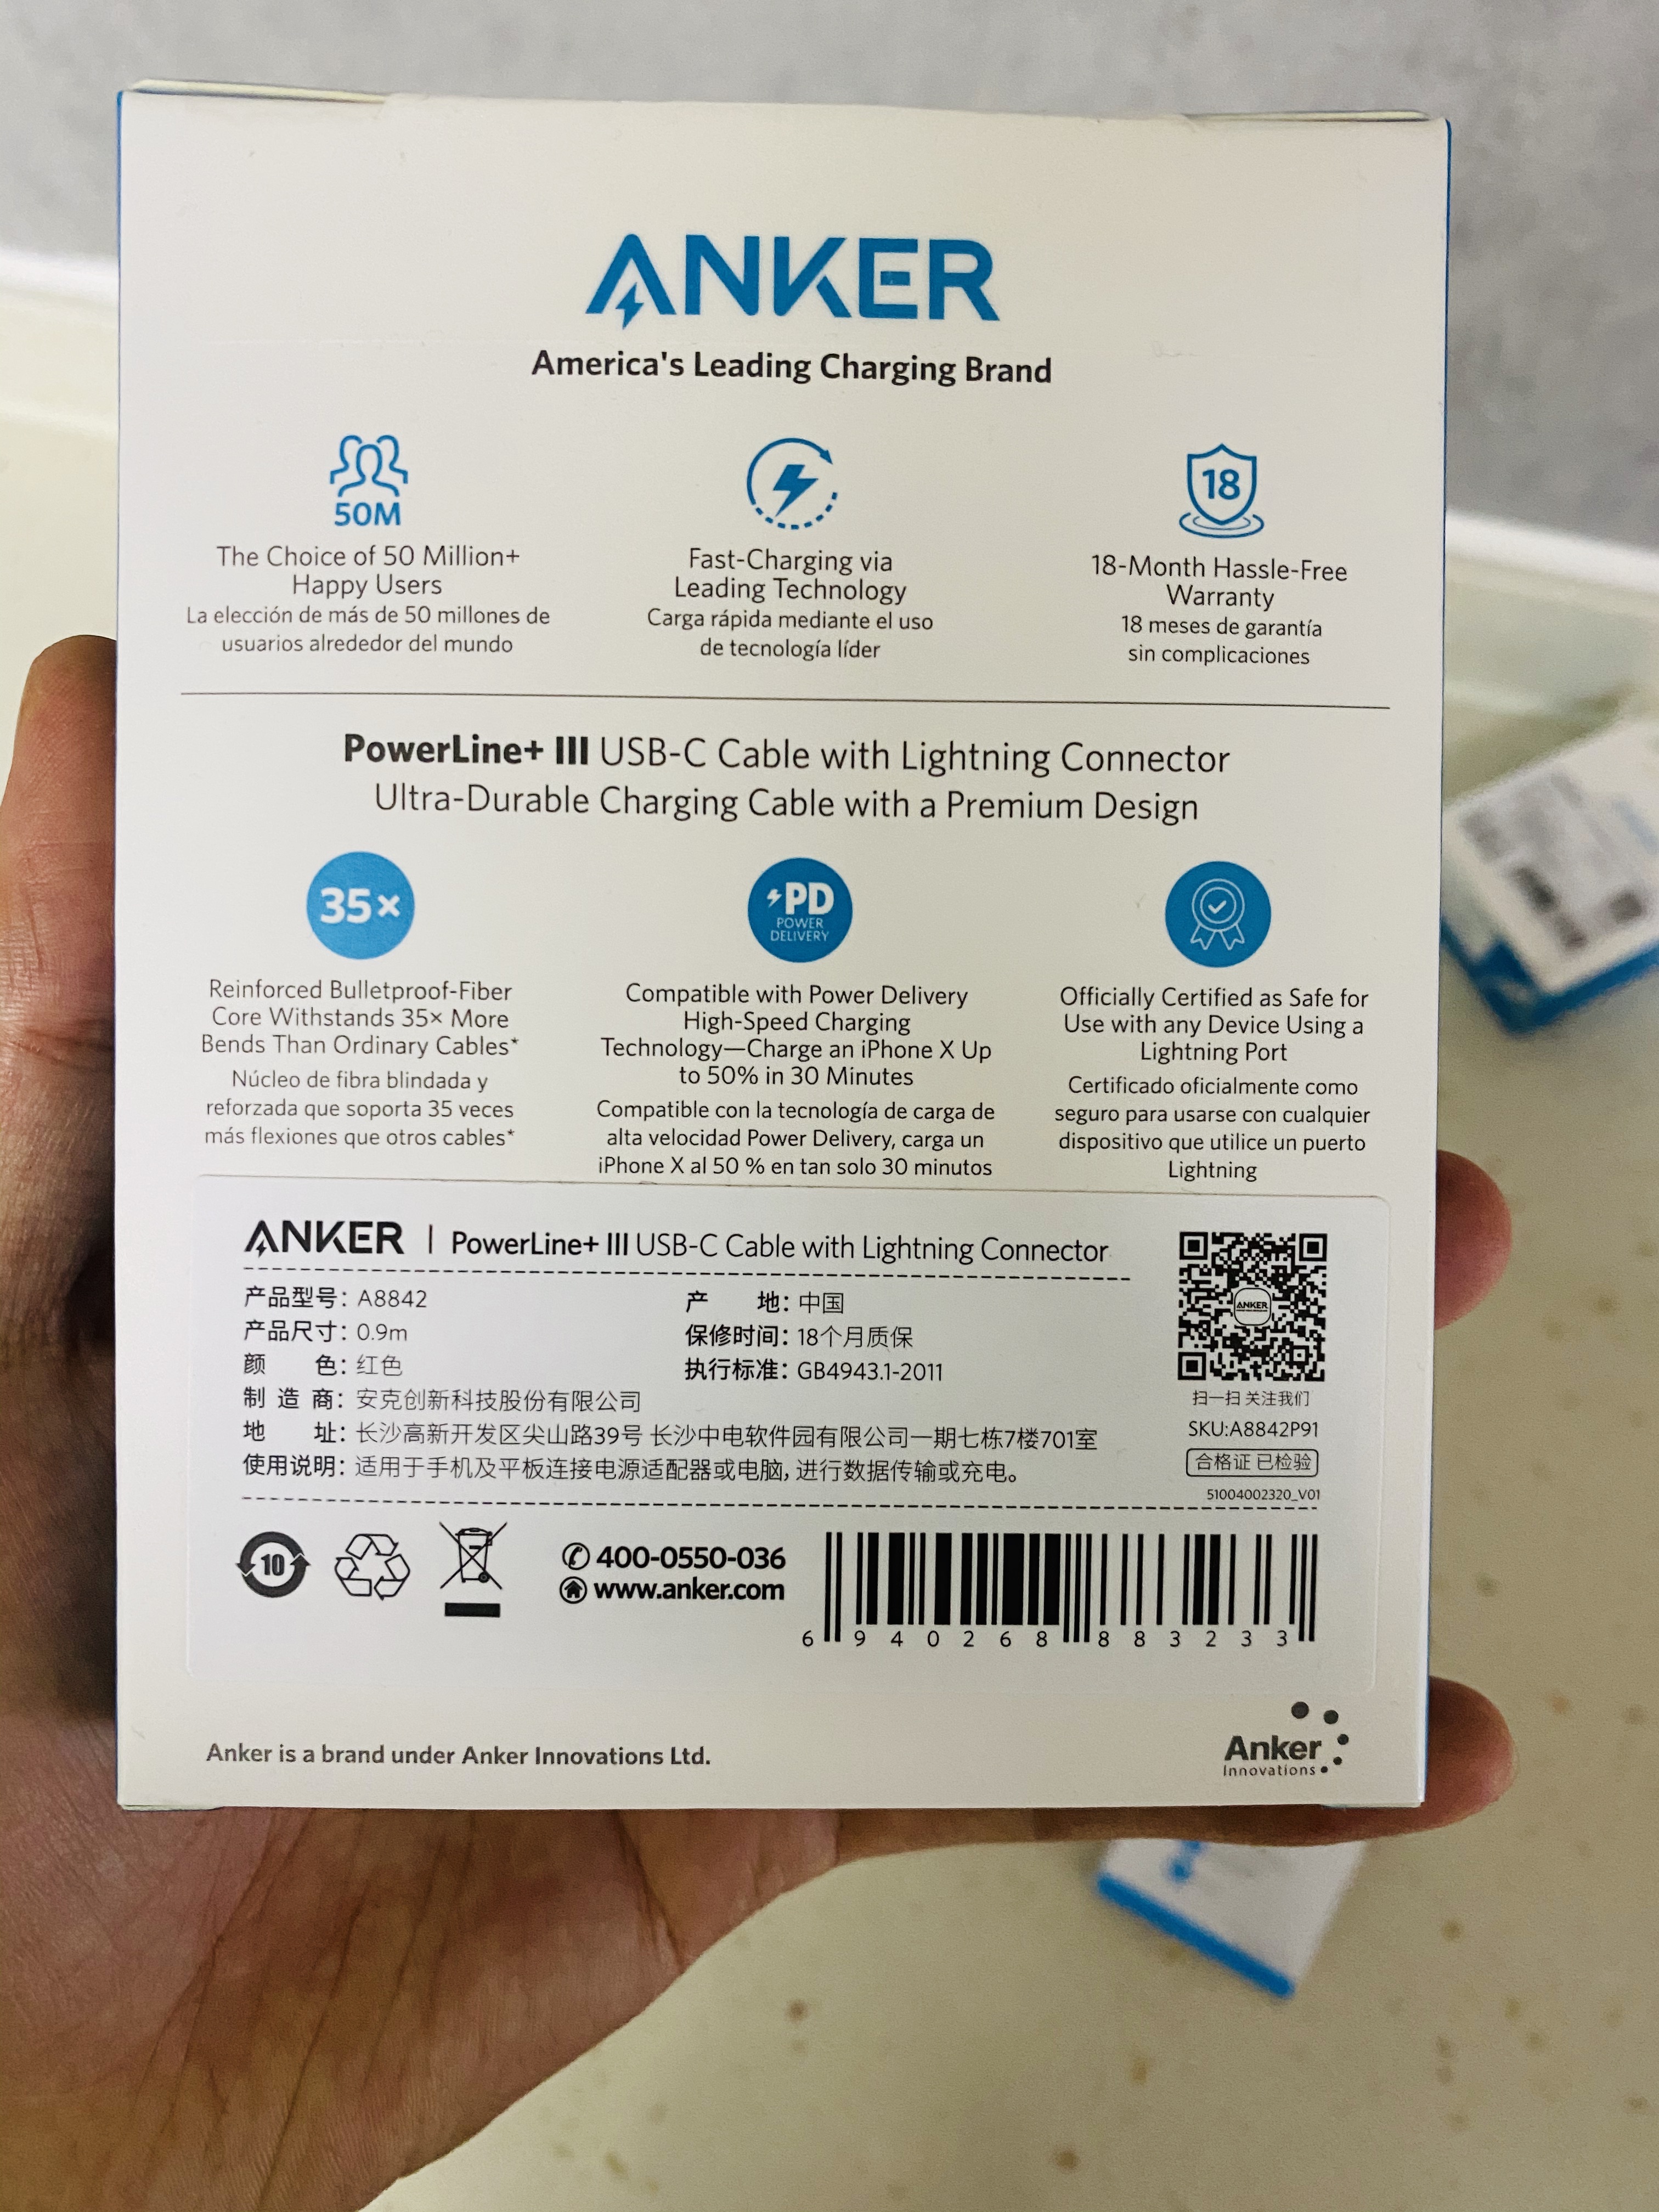 ANKER
America's Leading Charging Brand
50M
The Choice of 50 Million+
Happy Users
La elección de más de 50 millones de
usuarios alrededor del mundo
Fast-Charging via
Leading Technology
Carga rápida mediante el uso
de tecnología líder
18
18-Month Hassle-Free
Warranty
18 meses de garantía
sin complicaciones
PowerLine+ III USB-C Cable with Lightning Connector
Ultra-Durable Charging Cable with a Premium Design
35×
Reinforced Bulletproof-Fiber
Core Withstands 35× More
Bends Than Ordinary Cables*
Núcleo de fibra blindada y
reforzada que soporta 35 veces
más flexiones que otros cables*
PD
POWER
DELIVERY
Compatible with Power Delivery
High-Speed Charging
Technology—Charge an iPhone X Up
to 50% in 30 Minutes
Compatible con la tecnología de carga de
alta velocidad Power Delivery, carga un
iPhone X al 50 % en tan solo 30 minutos
Officially Certified as Safe for
Use with any Device Using a
Lightning Port
Certificado oficialmente como
seguro para usarse con cualquier
dispositivo que utilice un puerto
Lightning
ANKER | PowerLine+ III USB-C Cable with Lightning Connector
产品型号: A8842
产品尺寸: 0.9m
颜 色: 红色
产 地: 中国
保修时间: 18个月质保
执行标准: GB4943.1-2011
制 造 商: 安克创新科技股份有限公司
地 址: 长沙高新开发区尖山路39号 长沙中电软件园有限公司一期七栋7楼701室
使用说明: 适用于手机及平板连接电源适配器或电脑, 进行数据传输或充电。
ANKER
扫一扫 关注我们
SKU:A8842P91
合格证 已检验
51004002320_V01
10
400-0550-036
www.anker.com
6 940268 883233
Anker is a brand under Anker Innovations Ltd.
Anker
Innovations